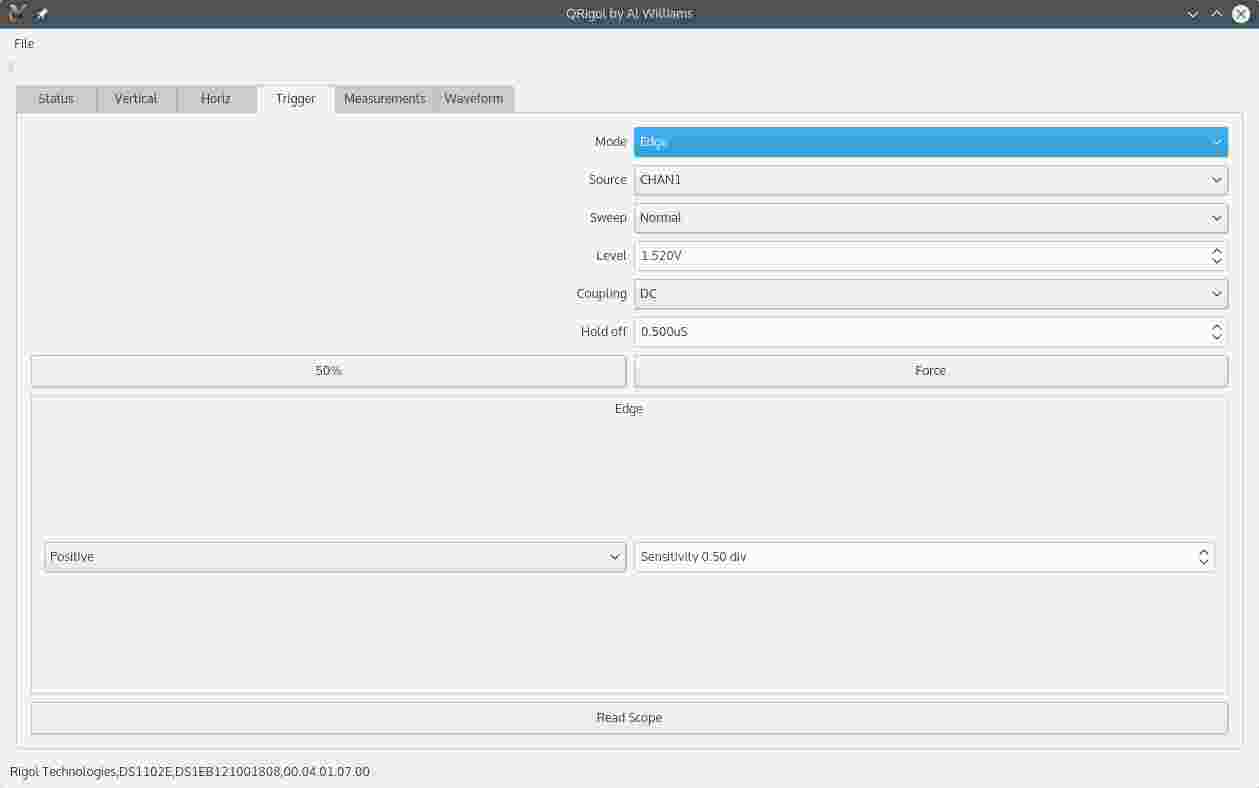 QRigol by Al Williams
File
Status Vertical Horiz Trigger Measurements Waveform
Mode Edge
Source CHAN1
Sweep Normal
Level 1.520V
Coupling DC
Hold off 0.500uS
50% Force
Edge
Positive Sensitivity 0.50 div
Read Scope
Rigol Technologies,DS1102E,DS1EB121001808,00.04.01.07.00